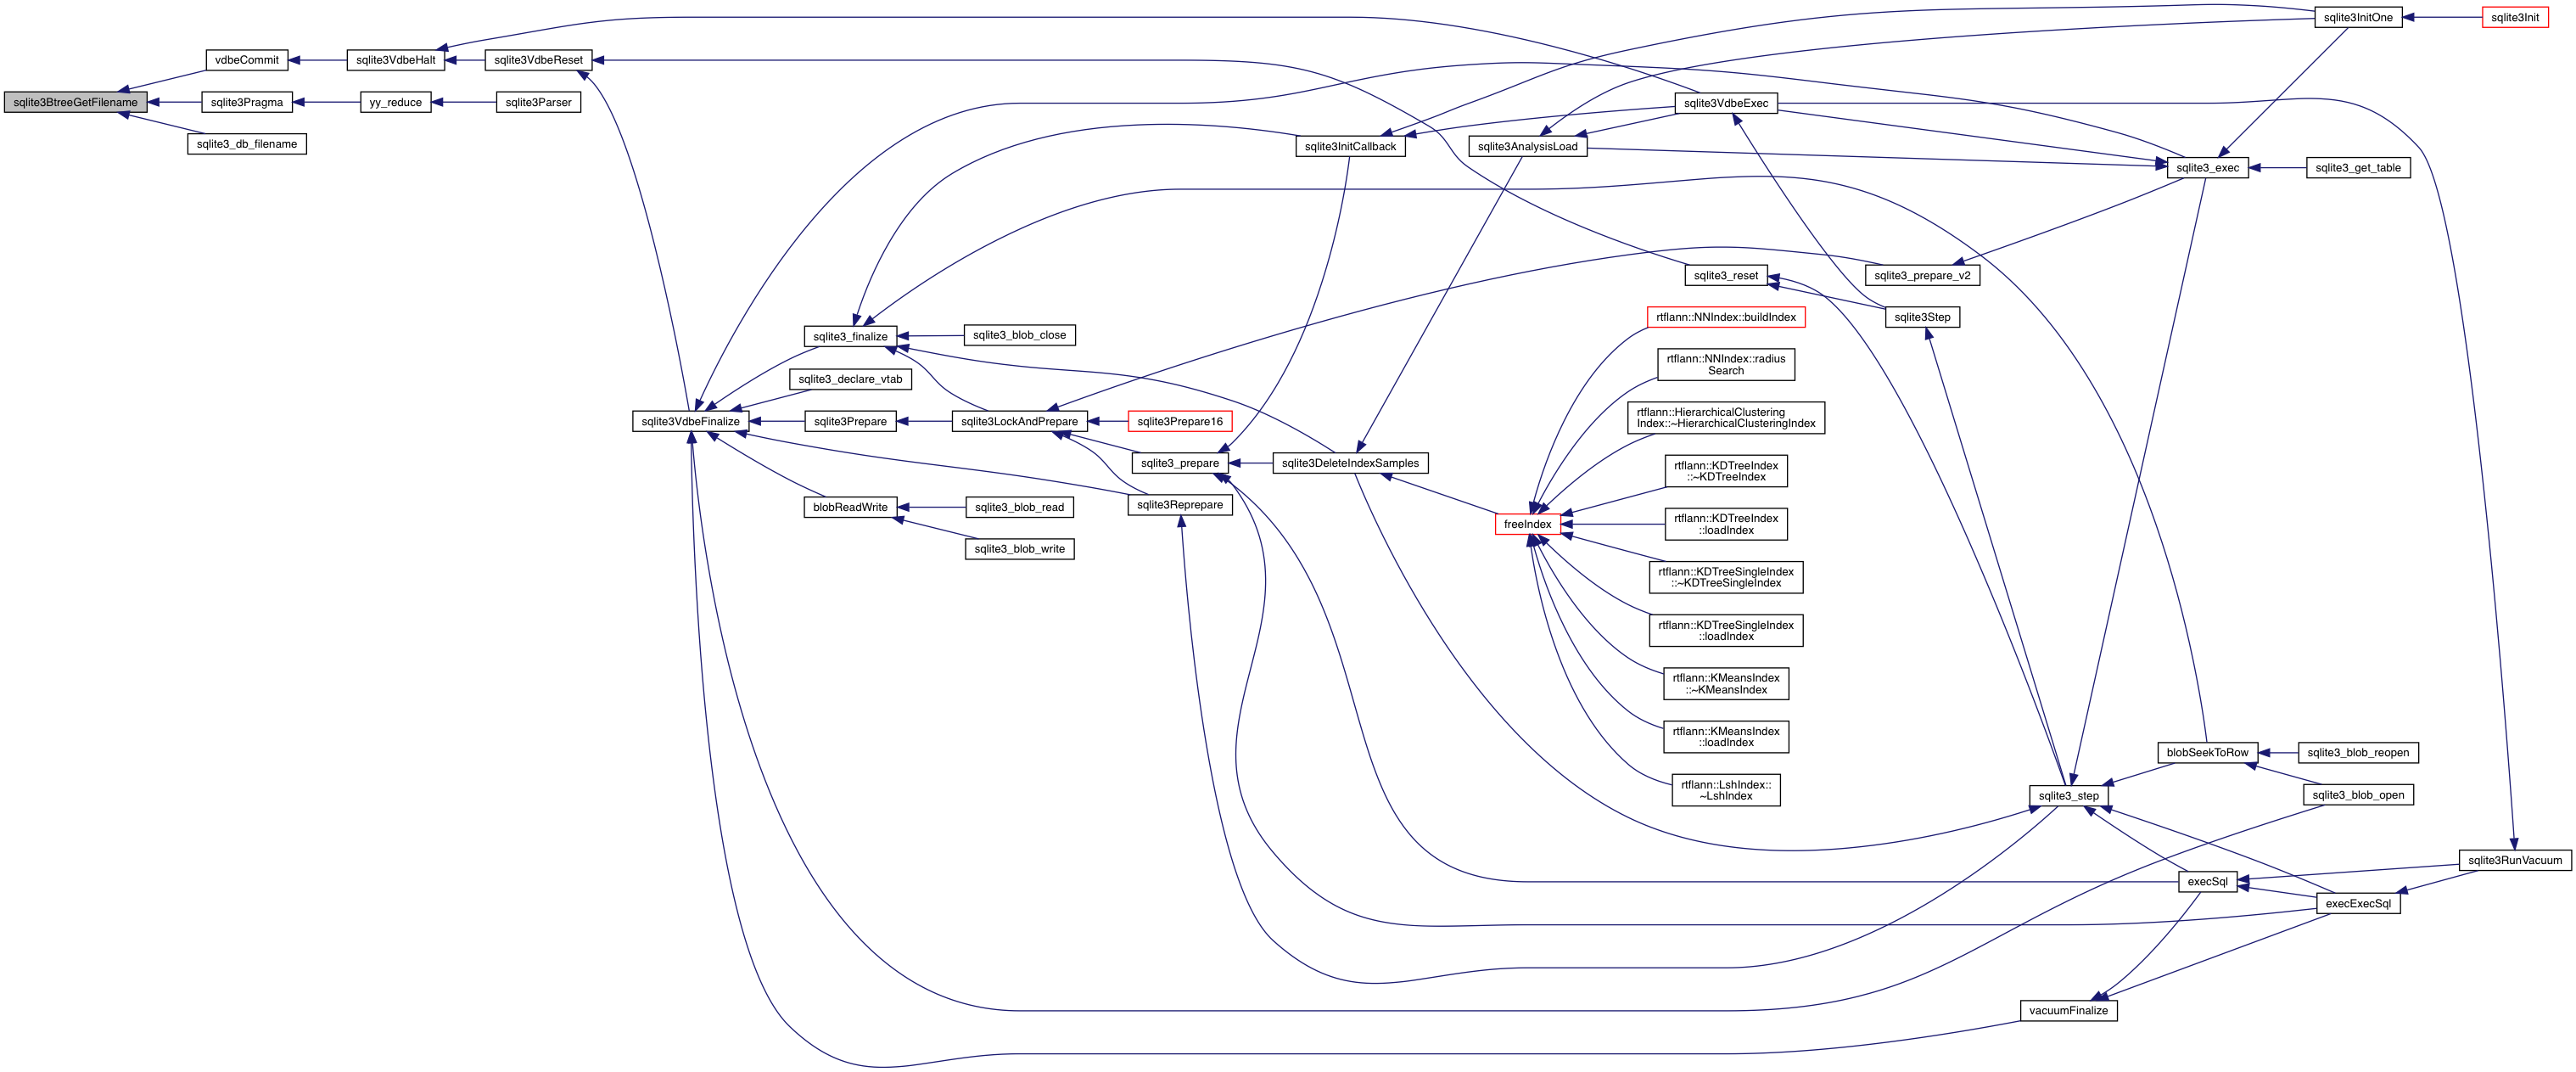 sqlite3BtreeGetFilename
vdbeCommit
sqlite3Pragma
sqlite3_db_filename
sqlite3VdbeHalt
yy_reduce
sqlite3VdbeReset
sqlite3Parser
sqlite3VdbeFinalize
sqlite3_finalize
sqlite3_declare_vtab
sqlite3Prepare
blobReadWrite
sqlite3_blob_close
sqlite3LockAndPrepare
sqlite3_blob_read
sqlite3_blob_write
sqlite3Prepare16
sqlite3_prepare
sqlite3Reprepare
sqlite3InitCallback
sqlite3DeleteIndexSamples
sqlite3AnalysisLoad
freeIndex
sqlite3VdbeExec
sqlite3_reset
rtflann::NNIndex::buildIndex
rtflann::NNIndex::radius
Search
rtflann::HierarchicalClustering
Index::~HierarchicalClusteringIndex
rtflann::KDTreeIndex
::~KDTreeIndex
rtflann::KDTreeIndex
::loadIndex
rtflann::KDTreeSingleIndex
::~KDTreeSingleIndex
rtflann::KDTreeSingleIndex
::loadIndex
rtflann::KMeansIndex
::~KMeansIndex
rtflann::KMeansIndex
::loadIndex
rtflann::LshIndex::
~LshIndex
sqlite3_prepare_v2
sqlite3Step
sqlite3_step
vacuumFinalize
sqlite3_exec
blobSeekToRow
execSql
sqlite3InitOne
sqlite3_get_table
sqlite3_blob_reopen
sqlite3_blob_open
execExecSql
sqlite3Init
sqlite3RunVacuum